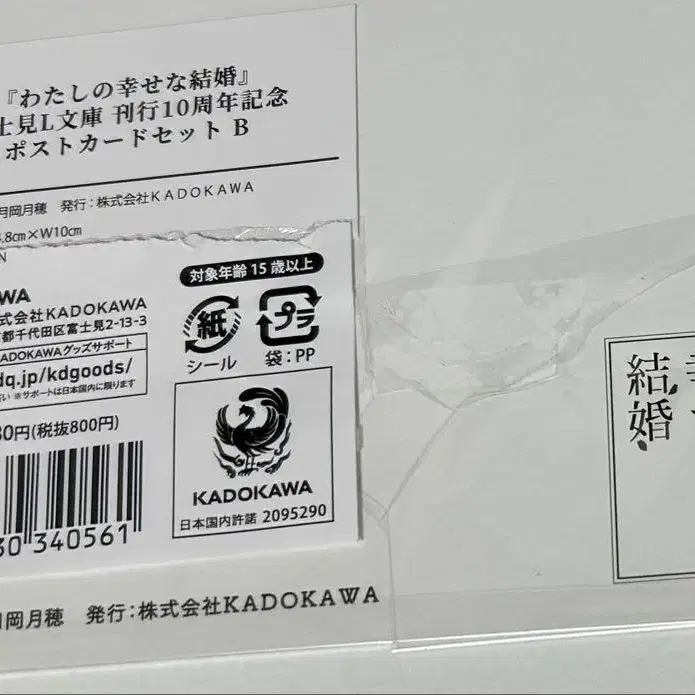 『わたしの幸せな結婚』
士見L文庫 刊行10周年記念
ポストカードセット B
月岡月穂 発行：株式会社KADOKAWA
4.8㎝×W10㎝
N
WA
式会社KADOKAWA
都千代田区富士見2-13-3
KADOKAWAグッズサポート
dq.jp/kdgoods/
い ※サポートは日本国内に限ります
80円(税抜800円)
30 340561
対象年齢 15歳以上
紙
シール
プラ
袋：PP
KADOKAWA
日本国内許諾 2095290
月岡月穂 発行：株式会社KADOKAWA
結婚